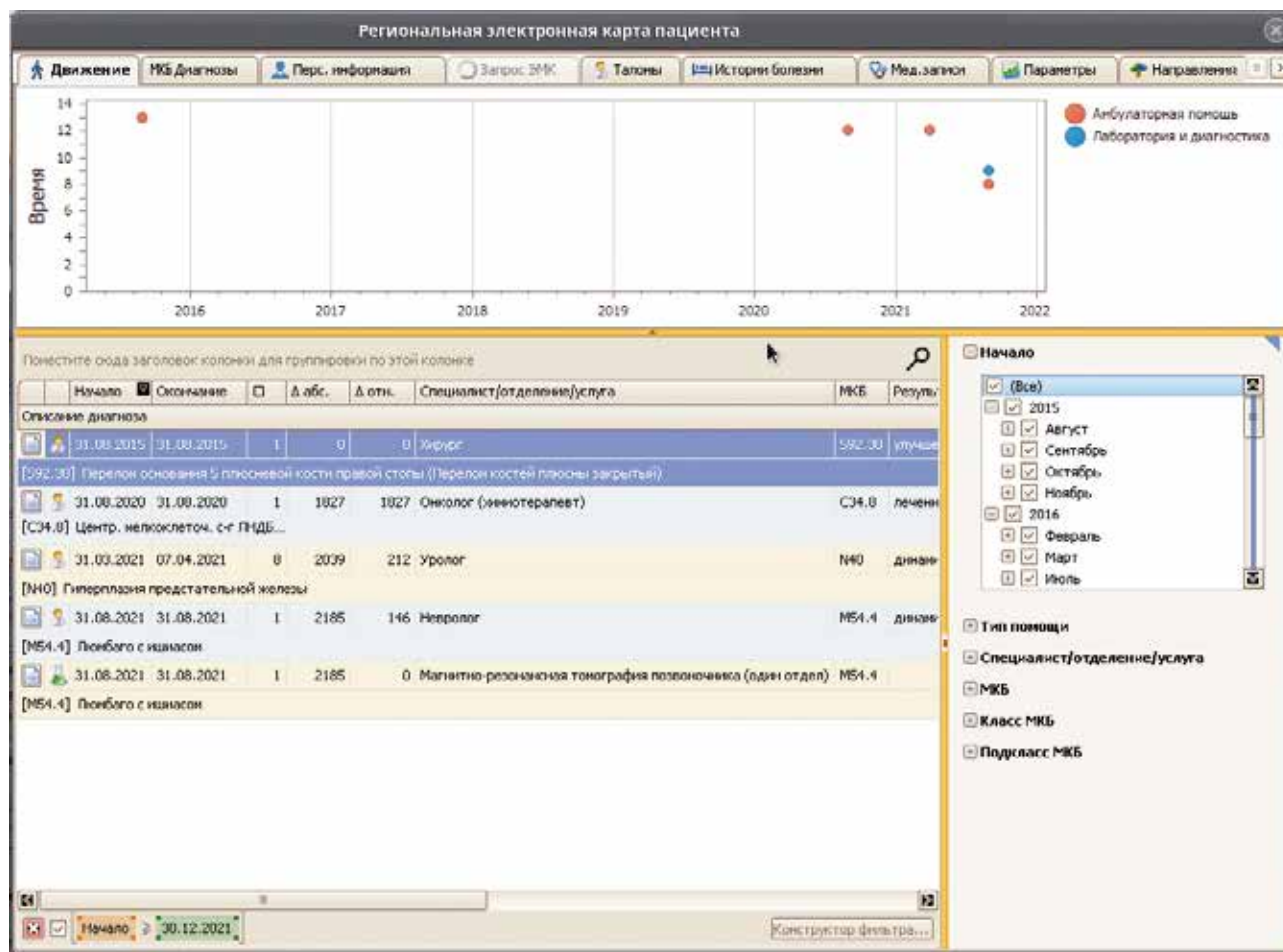 Региональная электронная карта пациента
Движение МКБ Диагнозы Перс. информация Запрос БМК Талоны Истории болезни Мед.записи Параметры Направления
14
12
10
8
6
4
2
0
Время
2016 2017 2018 2019 2020 2021 2022
Амбулаторная помощь
Лаборатория и диагностика
Поместите сюда заголовок колонки для группировки по этой колонке
Начало Окончание Δ абс. Δ отн. Специалист/отделение/услуга МКБ Резуль
Описание диагноза
31.08.2015 31.08.2015 1 0 0 Хирург S92.30 улучше
[S92.30] Перелом основания 5 плюсневой кости правой стопы (Перелом костей плюсны закрытый)
31.08.2020 31.08.2020 1 1827 1827 Онколог (химиотерапевт) C34.8 лечени
[C34.8] Центр. мелкоклеточ. с-г ПНДБ...
31.03.2021 07.04.2021 8 2039 212 Уролог N40 динами
[N40] Гиперплазия предстательной железы
31.08.2021 31.08.2021 1 2185 146 Невролог M54.4 динами
[M54.4] Люмбаго с ишиасом
31.08.2021 31.08.2021 1 2185 0 Магнитно-резонансная томография позвоночника (один отдел) M54.4
[M54.4] Люмбаго с ишиасом
Начало ≥ 30.12.2021
Конструктор фильтра...
Начало
(Все)
2015
Август
Сентябрь
Октябрь
Ноябрь
2016
Февраль
Март
Июль
Тип помощи
Специалист/отделение/услуга
МКБ
Класс МКБ
Подкласс МКБ